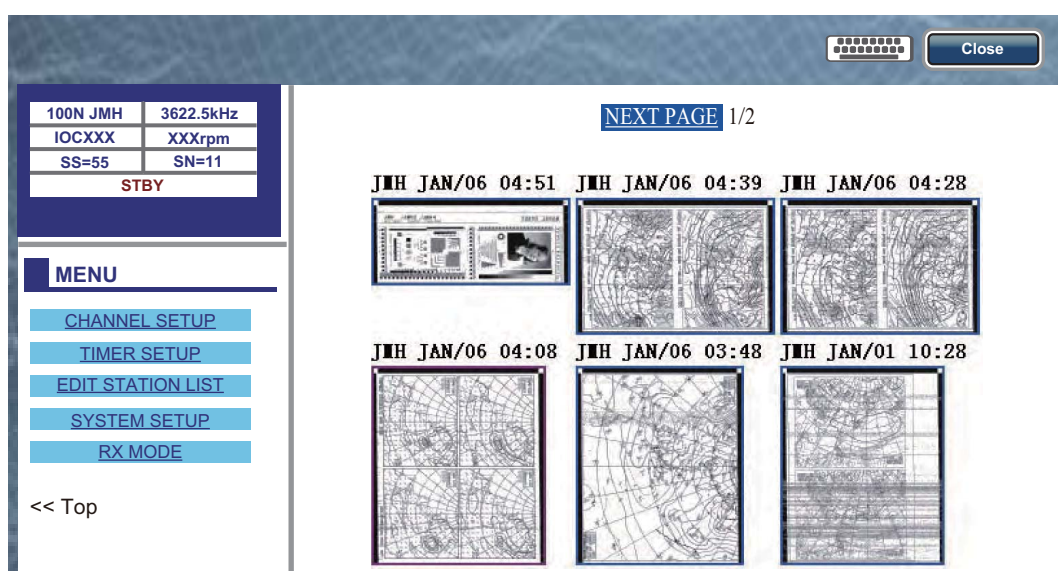 Close
100N JMH 3622.5kHz
IOCXXX XXXrpm
SS=55 SN=11
STBY
MENU
CHANNEL SETUP
TIMER SETUP
EDIT STATION LIST
SYSTEM SETUP
RX MODE
<< Top
NEXT PAGE 1/2
JMH JAN/06 04:51 JMH JAN/06 04:39 JMH JAN/06 04:28
JMH JAN/06 04:08 JMH JAN/06 03:48 JMH JAN/01 10:28